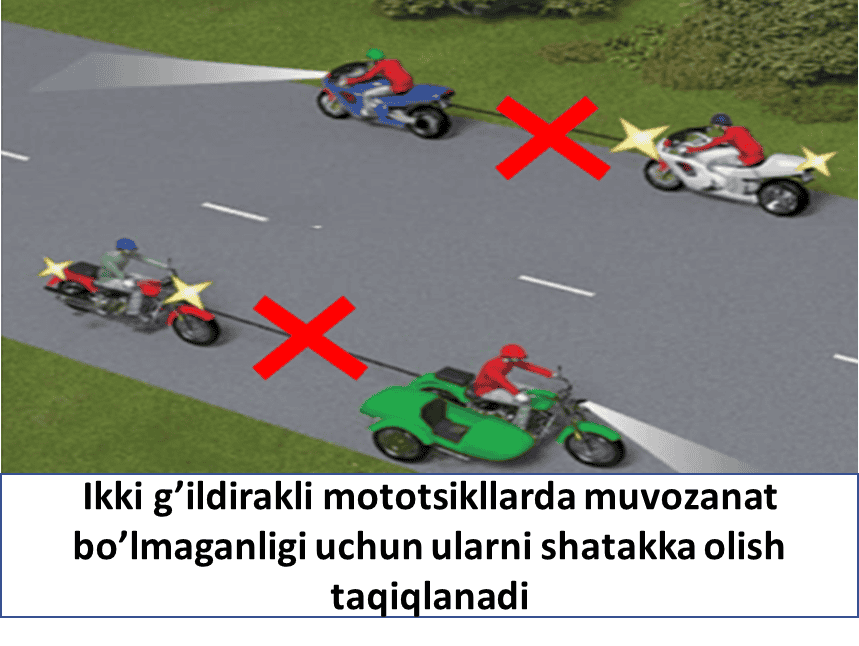 Ikki g’ildirakli mototsikllarda muvozanat
bo’lmaganligi uchun ularni shatakka olish
taqiqlanadi